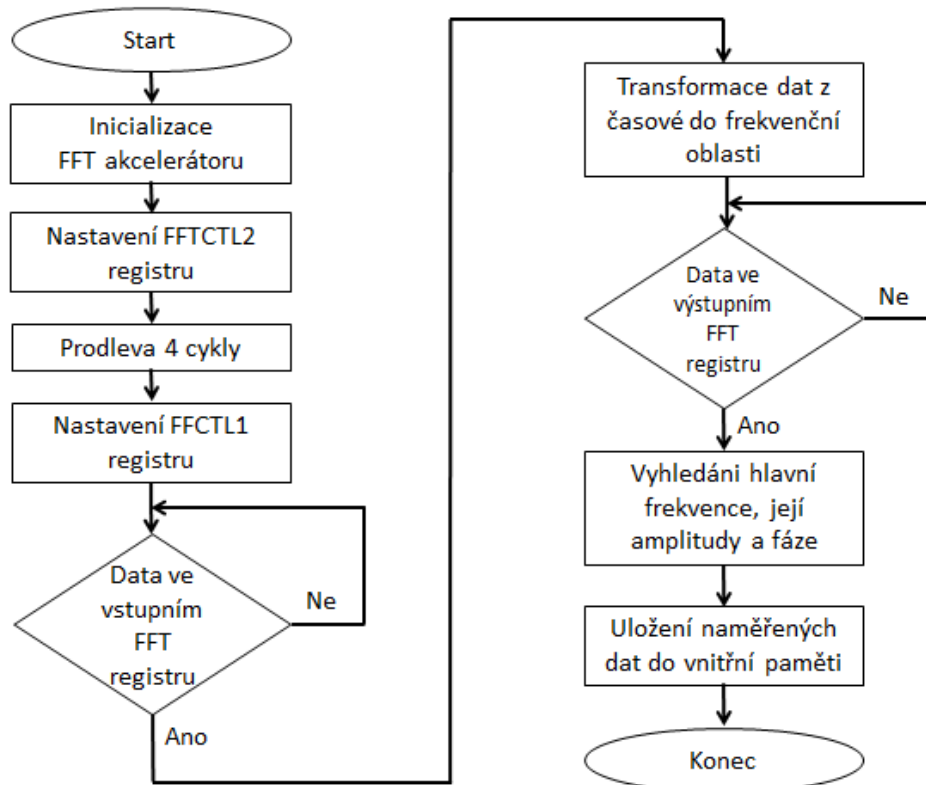 Start
Inicializace
FFT akcelerátoru
Nastavení FFTCTL2
registru
Prodleva 4 cykly
Nastavení FFCTL1
registru
Data ve
vstupním
FFT
registru
Ne
Ano
Transformace dat z
časové do frekvenční
oblasti
Data ve
výstupním
FFT
registru
Ne
Ano
Vyhledáni hlavní
frekvence, její
amplitudy a fáze
Uložení naměřených
dat do vnitřní paměti
Konec